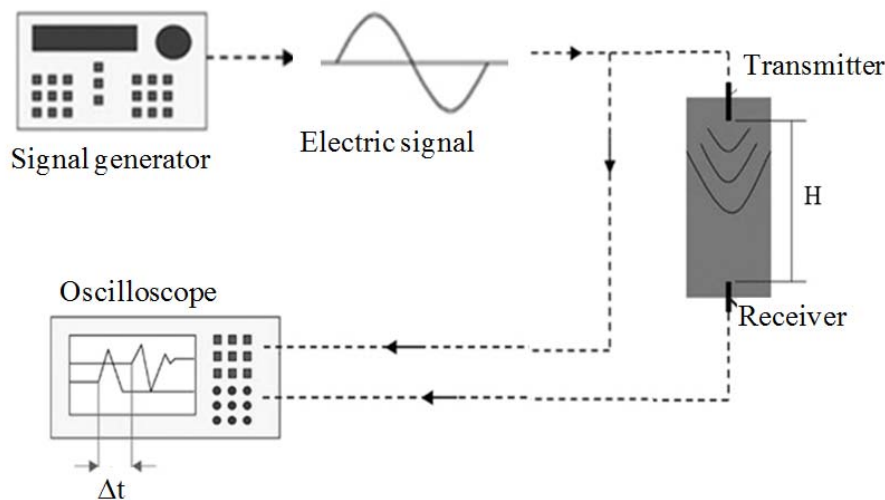 Transmitter
Electric signal
Signal generator
H
Oscilloscope
Receiver
Δt